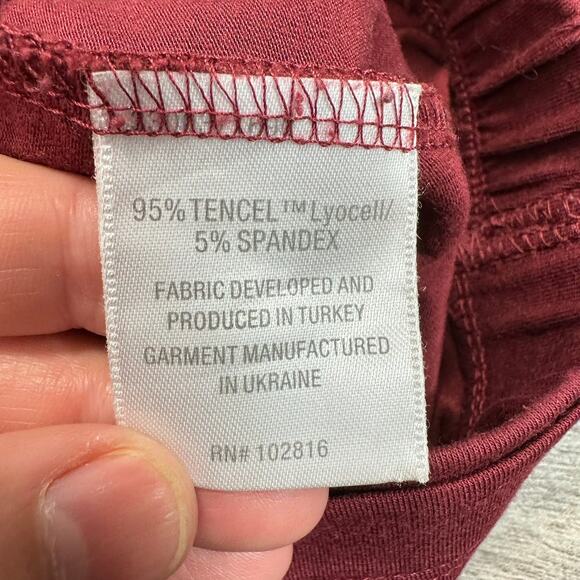 95% TENCEL™ Lyocell/
5% SPANDEX
FABRIC DEVELOPED AND
PRODUCED IN TURKEY
GARMENT MANUFACTURED
IN UKRAINE
RN# 102816